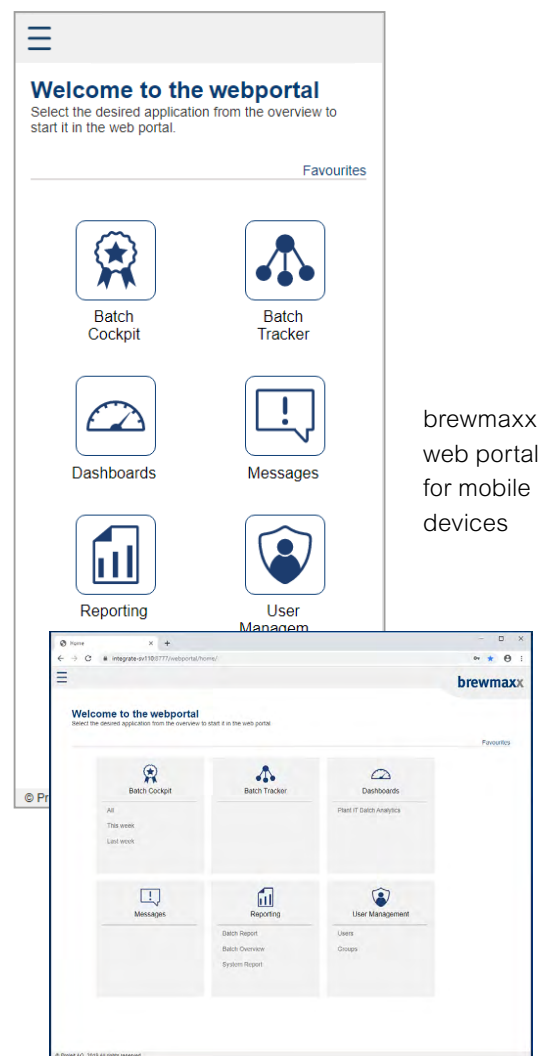 Welcome to the webportal
Select the desired application from the overview to
start it in the web portal.
Favourites
Batch
Cockpit
Batch
Tracker
Dashboards
Messages
Reporting
User
Managem
© Pr
brewmaxx
web portal
for mobile
devices
Home
integrate-sv110:0777/webportal/home/
brewmaxx
Welcome to the webportal
Select the desired application from the overview to start it in the web portal
Favourites
Batch Cockpit
All
This week
Last week
Batch Tracker
Dashboards
Plant iT Batch Analytics
Messages
Reporting
Batch Report
Batch Overview
System Report
User Management
Users
Groups